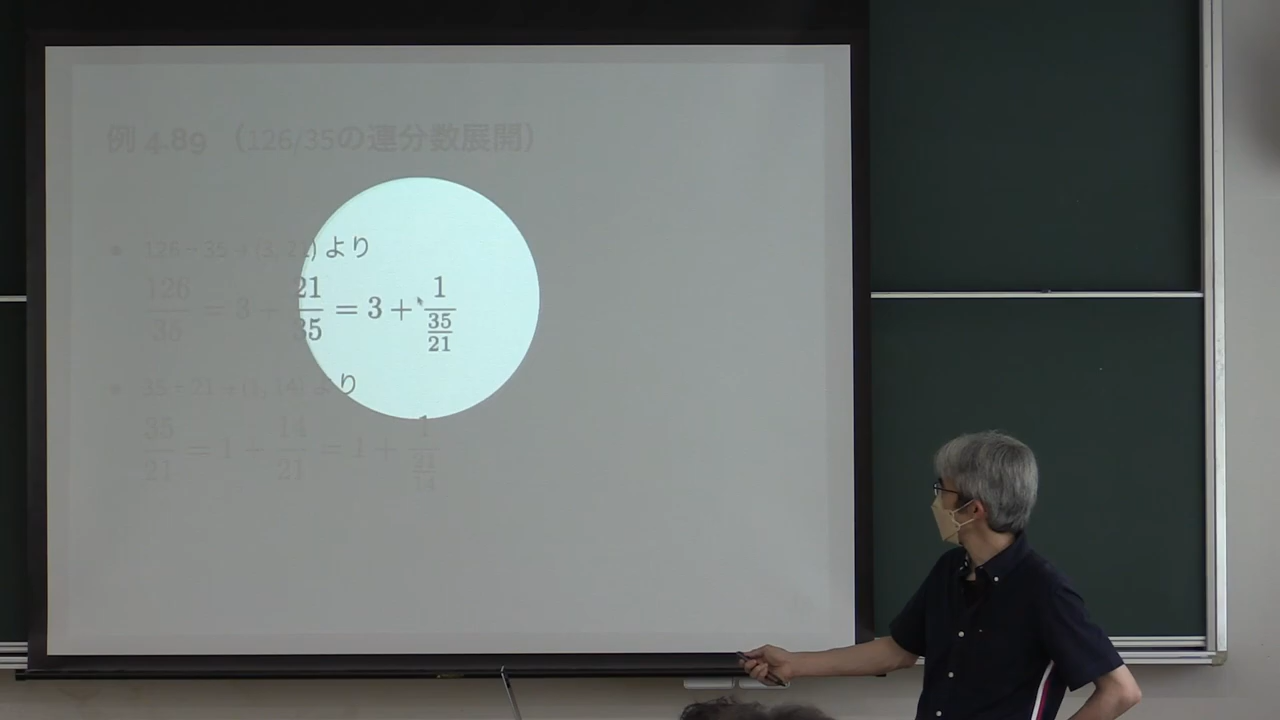 例 4.89 （126/35の連分数展開）
• 126 ÷ 35 → (3, 21) より
126/35 = 3 + 21/35 = 3 + 1/(35/21)
• 35 ÷ 21 → (1, 14) より
35/21 = 1 + 14/21 = 1 + 1/(21/14)